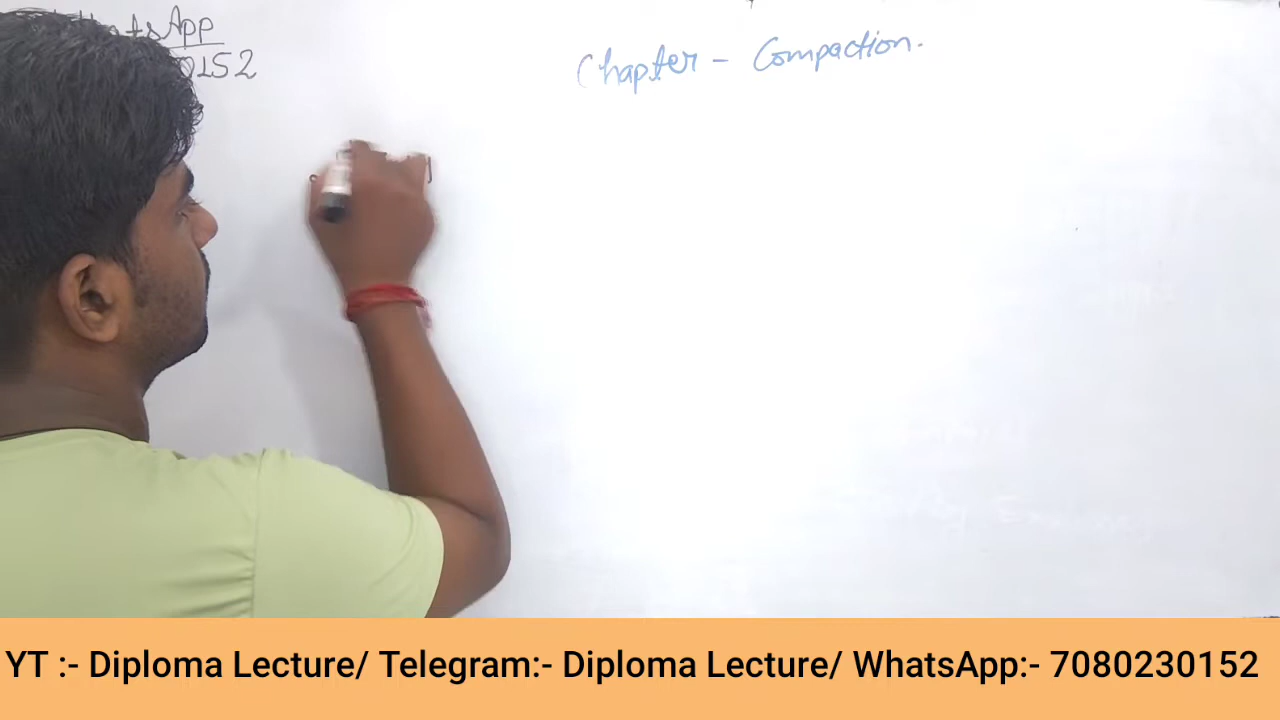 WhatsApp
0152
Chapter - Compaction.
YT :- Diploma Lecture/ Telegram:- Diploma Lecture/ WhatsApp:- 7080230152